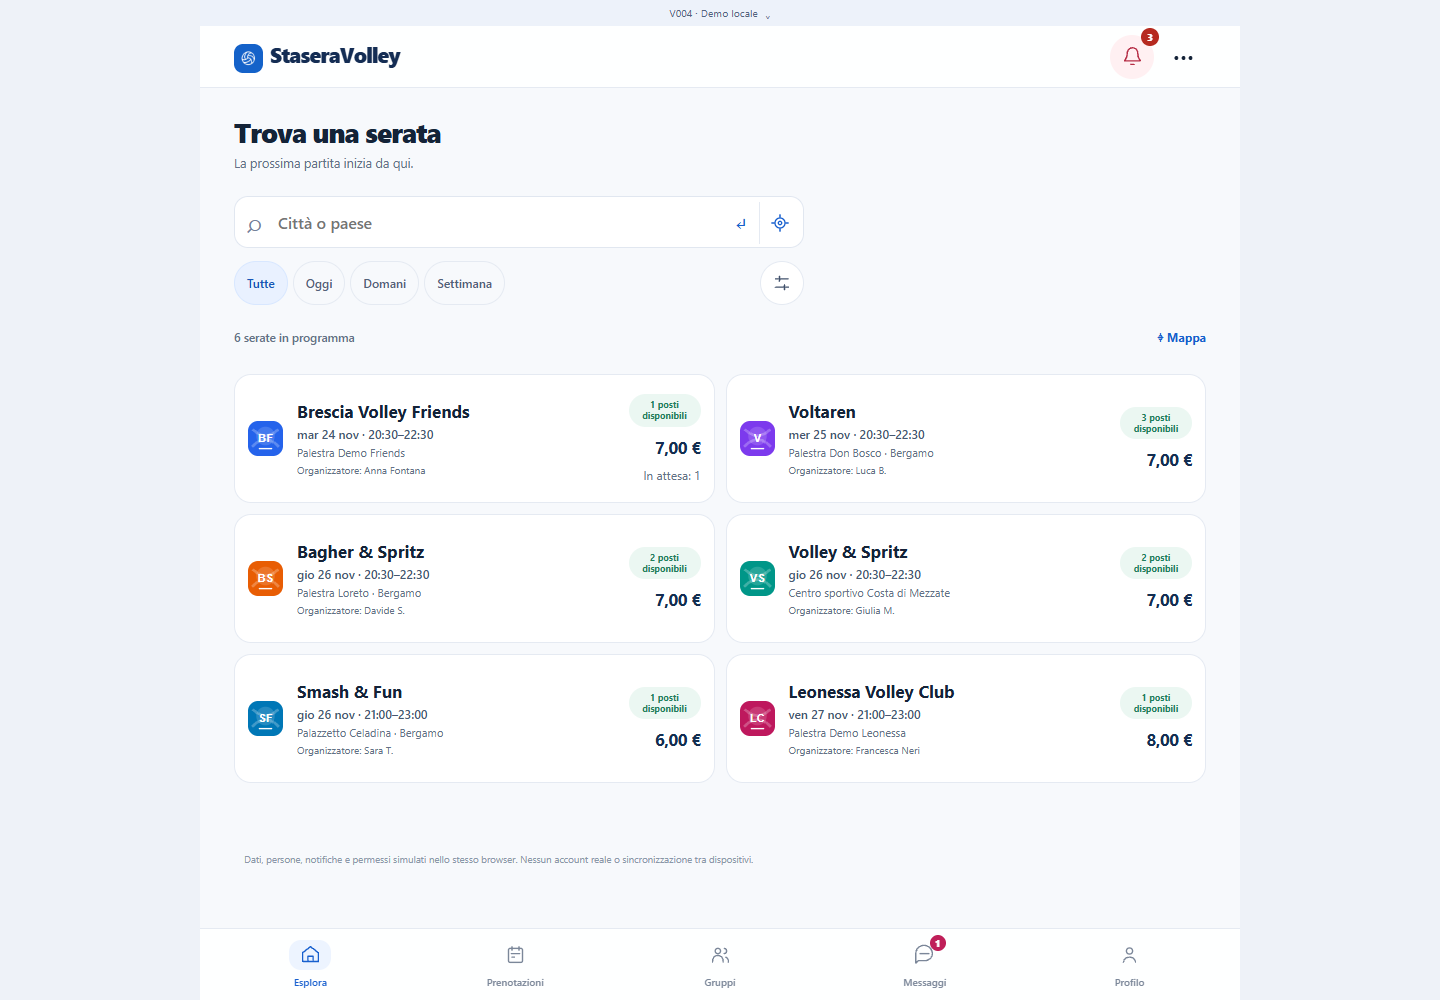 V004 · Demo locale
StaseraVolley
3
Trova una serata
La prossima partita inizia da qui.
Città o paese
Tutte
Oggi
Domani
Settimana
6 serate in programma
Mappa
BF
Brescia Volley Friends
mar 24 nov · 20:30–22:30
Palestra Demo Friends
Organizzatore: Anna Fontana
1 posti
disponibili
7,00 €
In attesa: 1
V
Voltaren
mer 25 nov · 20:30–22:30
Palestra Don Bosco · Bergamo
Organizzatore: Luca B.
3 posti
disponibili
7,00 €
BS
Bagher & Spritz
gio 26 nov · 20:30–22:30
Palestra Loreto · Bergamo
Organizzatore: Davide S.
2 posti
disponibili
7,00 €
VS
Volley & Spritz
gio 26 nov · 20:30–22:30
Centro sportivo Costa di Mezzate
Organizzatore: Giulia M.
2 posti
disponibili
7,00 €
SF
Smash & Fun
gio 26 nov · 21:00–23:00
Palazzetto Celadina · Bergamo
Organizzatore: Sara T.
1 posti
disponibili
6,00 €
LC
Leonessa Volley Club
ven 27 nov · 21:00–23:00
Palestra Demo Leonessa
Organizzatore: Francesca Neri
1 posti
disponibili
8,00 €
Dati, persone, notifiche e permessi simulati nello stesso browser. Nessun account reale o sincronizzazione tra dispositivi.
Esplora
Prenotazioni
Gruppi
1
Messaggi
Profilo